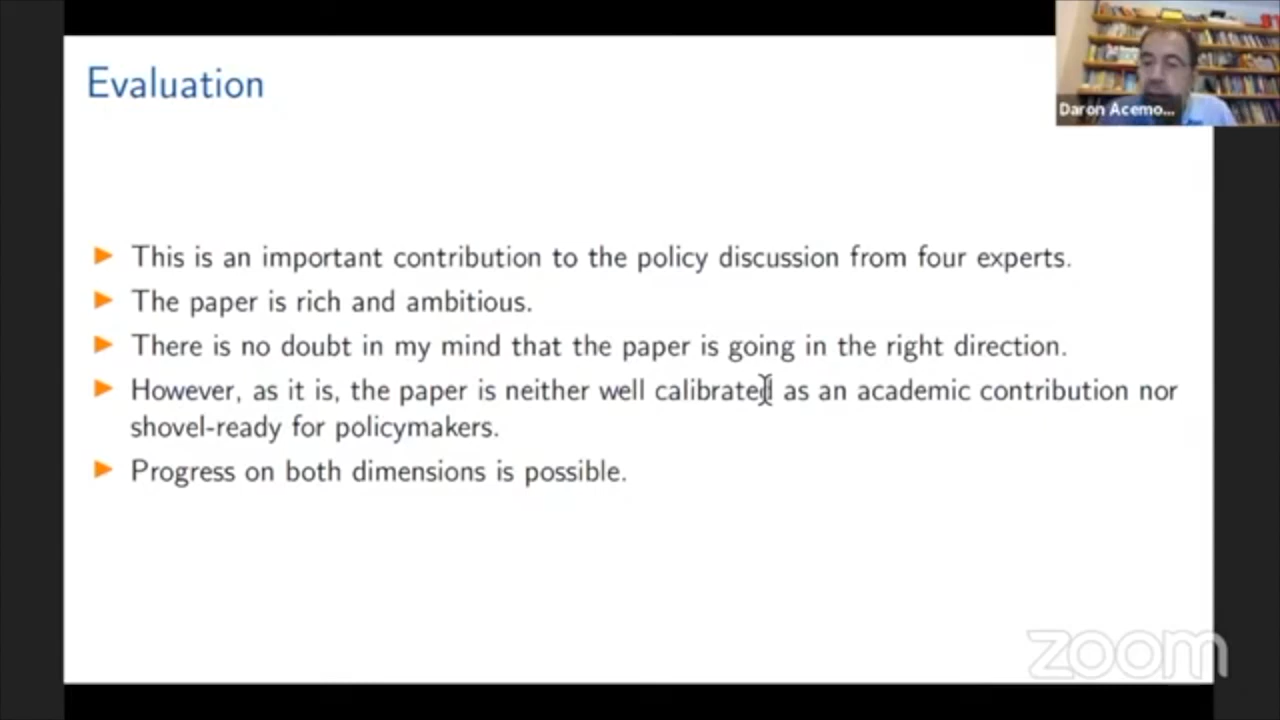 Evaluation
Daron Acemo...
This is an important contribution to the policy discussion from four experts.
The paper is rich and ambitious.
There is no doubt in my mind that the paper is going in the right direction.
However, as it is, the paper is neither well calibrated as an academic contribution nor
shovel-ready for policymakers.
Progress on both dimensions is possible.
zoom